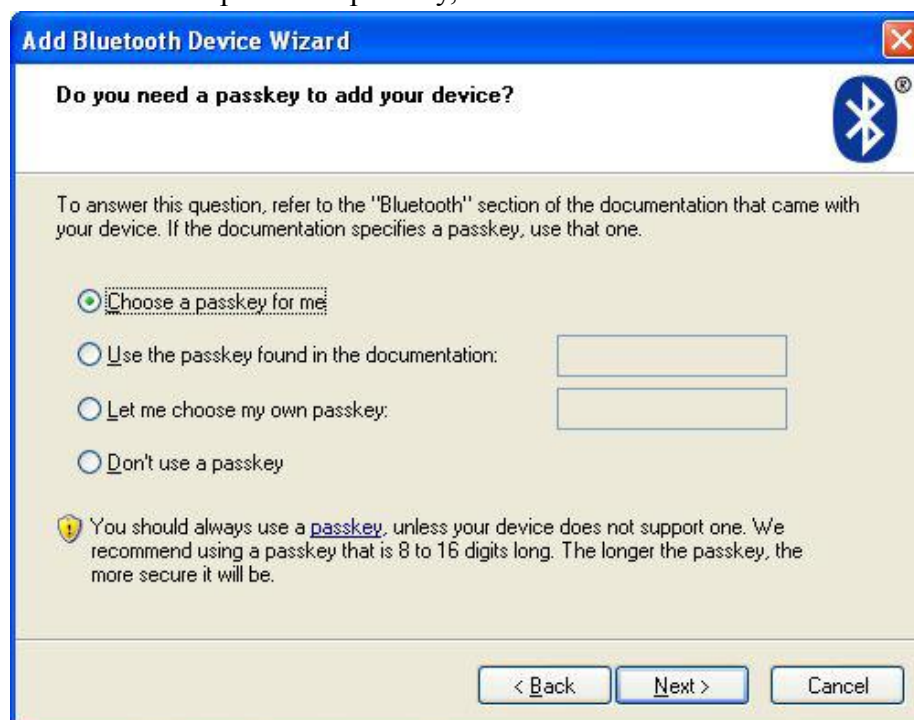 Add Bluetooth Device Wizard
Do you need a passkey to add your device?
®
To answer this question, refer to the "Bluetooth" section of the documentation that came with
your device. If the documentation specifies a passkey, use that one.
Choose a passkey for me
Use the passkey found in the documentation:
Let me choose my own passkey:
Don't use a passkey
You should always use a passkey, unless your device does not support one. We
recommend using a passkey that is 8 to 16 digits long. The longer the passkey, the
more secure it will be.
< Back Next > Cancel